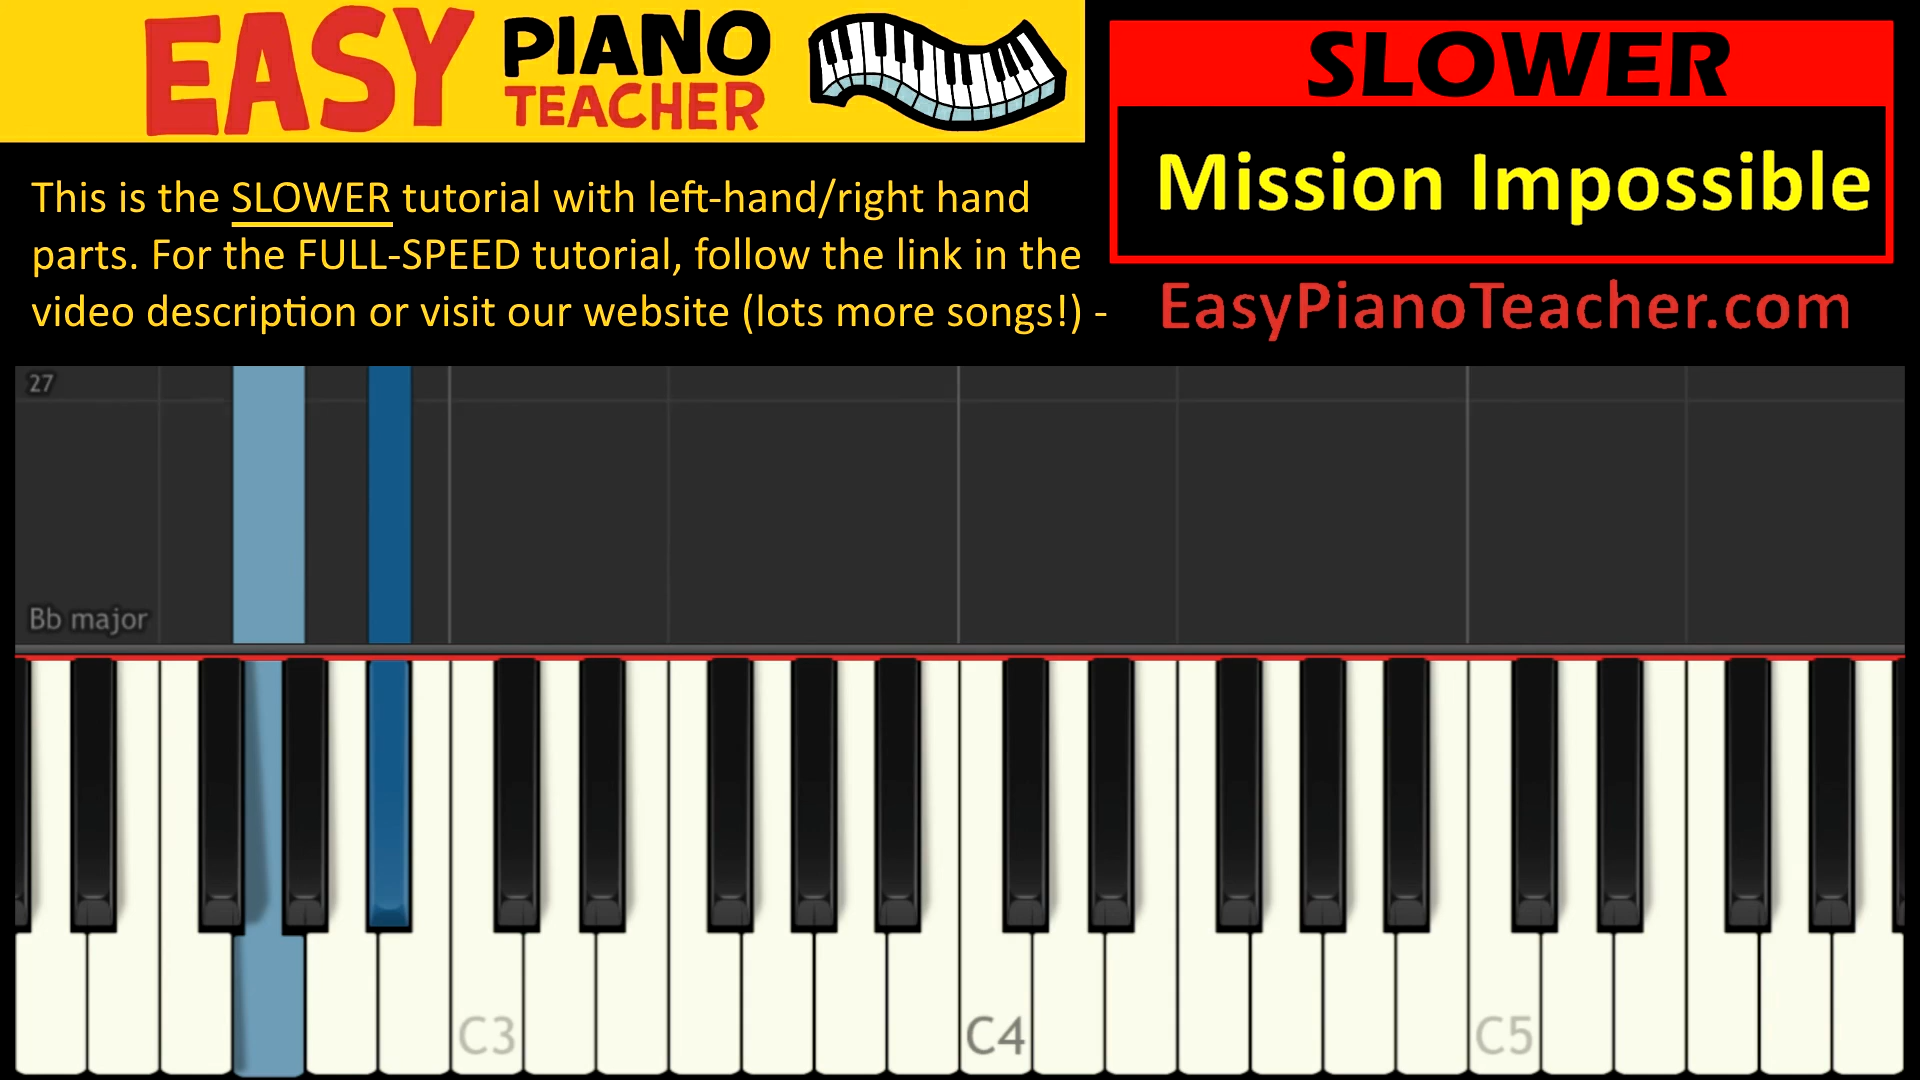 EASY PIANO TEACHER
SLOWER
Mission Impossible
This is the SLOWER tutorial with left-hand/right hand
parts. For the FULL-SPEED tutorial, follow the link in the
video description or visit our website (lots more songs!) -
EasyPianoTeacher.com
27
Bb major
C3
C4
C5